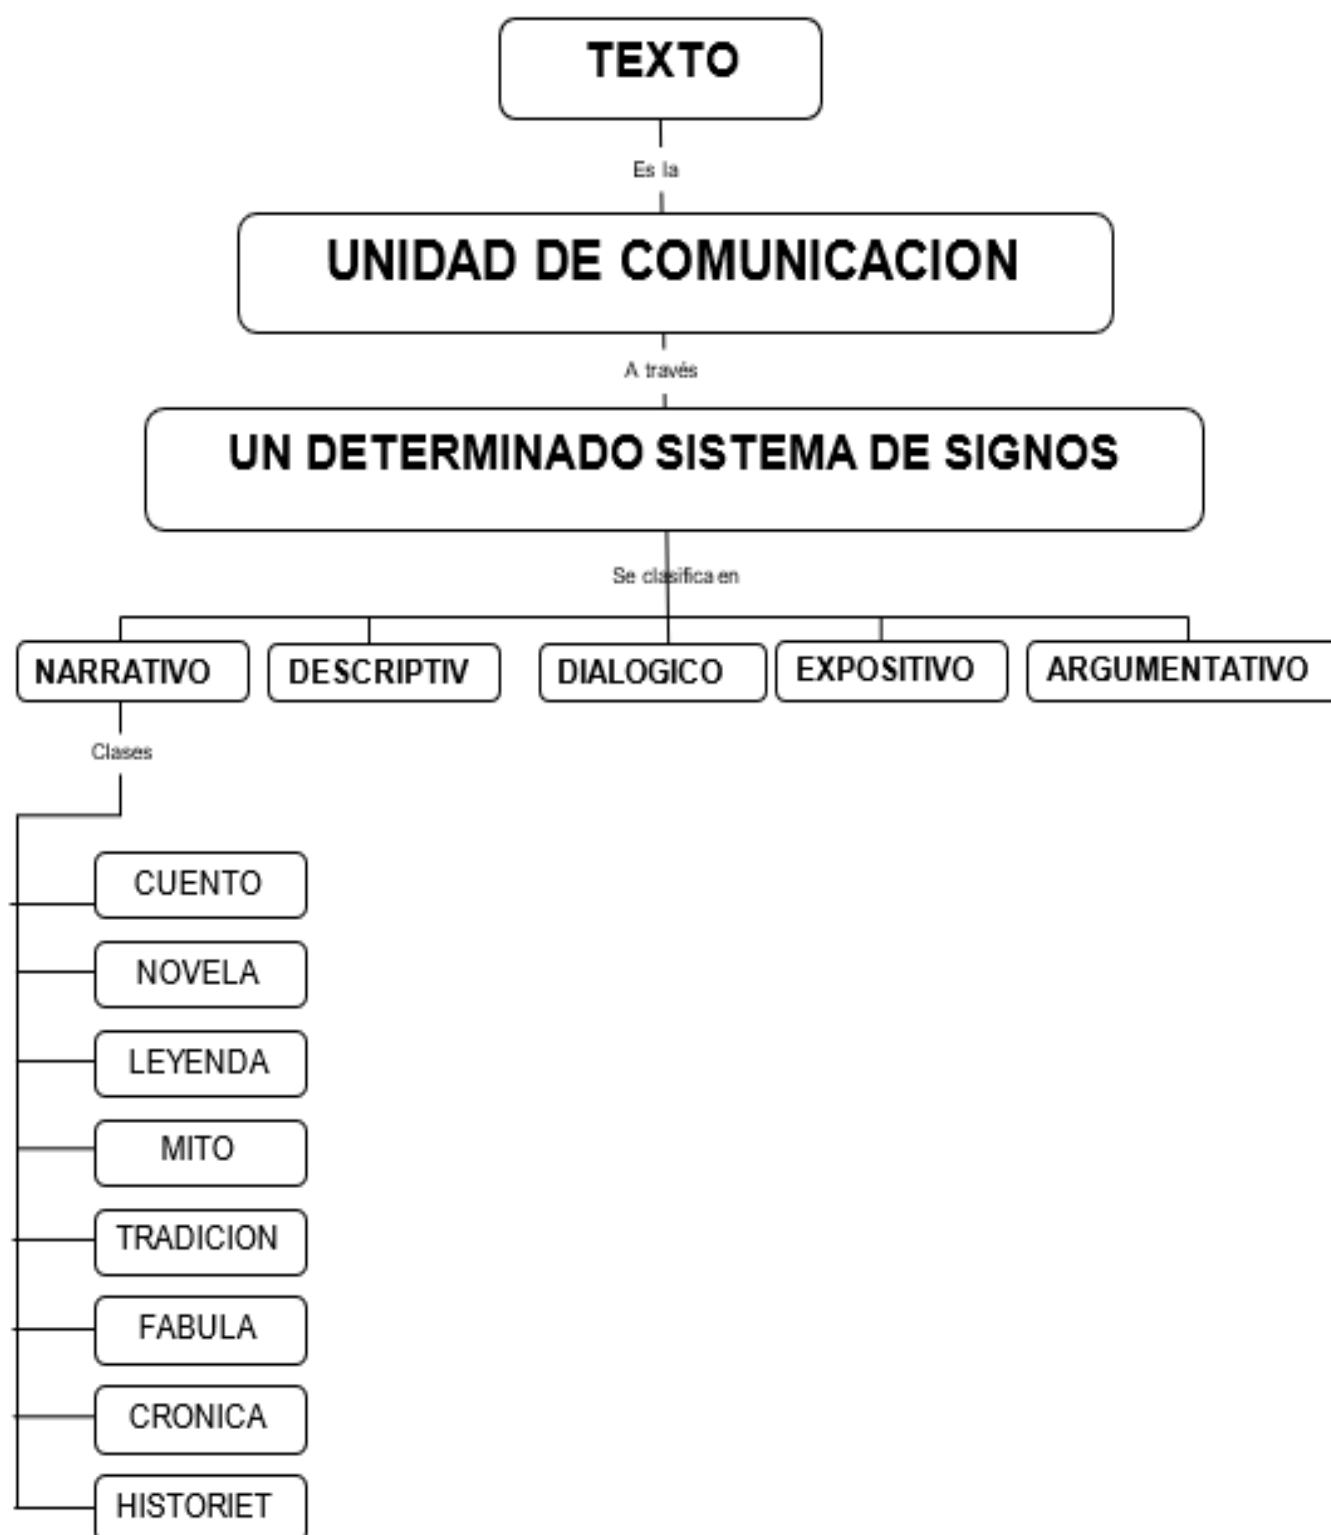 TEXTO
Es la
UNIDAD DE COMUNICACION
A través
UN DETERMINADO SISTEMA DE SIGNOS
Se clasifica en
NARRATIVO
DESCRIPTIV
DIALOGICO
EXPOSITIVO
ARGUMENTATIVO
Clases
CUENTO
NOVELA
LEYENDA
MITO
TRADICION
FABULA
CRONICA
HISTORIET